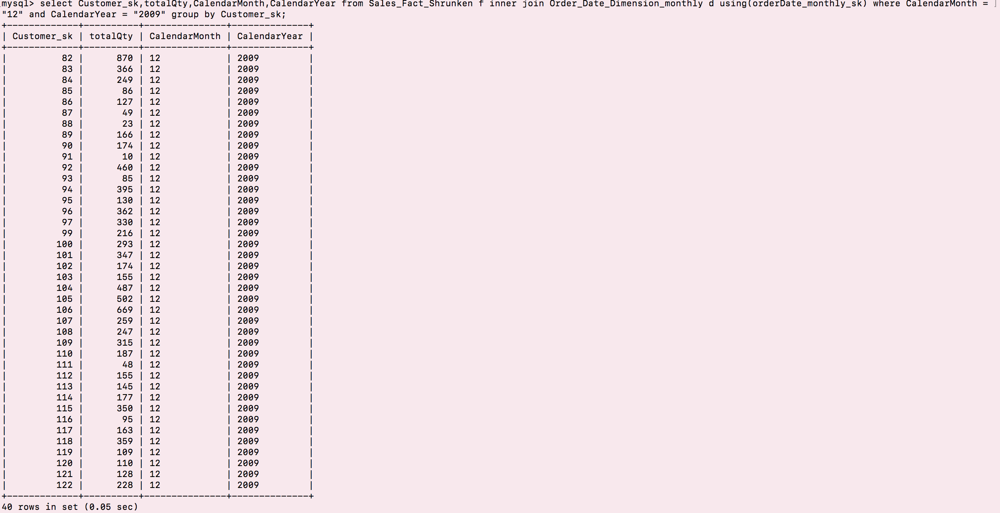 mysql> select Customer_sk,totalQty,CalendarMonth,CalendarYear from Sales_Fact_Shrunken f inner join Order_Date_Dimension_monthly d using(orderDate_monthly_sk) where CalendarMonth =
"12" and CalendarYear = "2009" group by Customer_sk;
+-------------+----------+---------------+--------------+
| Customer_sk | totalQty | CalendarMonth | CalendarYear |
+-------------+----------+---------------+--------------+
|          82 |      870 | 12            | 2009         |
|          83 |      366 | 12            | 2009         |
|          84 |      249 | 12            | 2009         |
|          85 |       86 | 12            | 2009         |
|          86 |      127 | 12            | 2009         |
|          87 |       49 | 12            | 2009         |
|          88 |       23 | 12            | 2009         |
|          89 |      166 | 12            | 2009         |
|          90 |      174 | 12            | 2009         |
|          91 |       10 | 12            | 2009         |
|          92 |      460 | 12            | 2009         |
|          93 |       85 | 12            | 2009         |
|          94 |      395 | 12            | 2009         |
|          95 |      130 | 12            | 2009         |
|          96 |      362 | 12            | 2009         |
|          97 |      330 | 12            | 2009         |
|          99 |      216 | 12            | 2009         |
|         100 |      293 | 12            | 2009         |
|         101 |      347 | 12            | 2009         |
|         102 |      174 | 12            | 2009         |
|         103 |      155 | 12            | 2009         |
|         104 |      487 | 12            | 2009         |
|         105 |      502 | 12            | 2009         |
|         106 |      669 | 12            | 2009         |
|         107 |      259 | 12            | 2009         |
|         108 |      247 | 12            | 2009         |
|         109 |      315 | 12            | 2009         |
|         110 |      187 | 12            | 2009         |
|         111 |       48 | 12            | 2009         |
|         112 |      155 | 12            | 2009         |
|         113 |      145 | 12            | 2009         |
|         114 |      177 | 12            | 2009         |
|         115 |      350 | 12            | 2009         |
|         116 |       95 | 12            | 2009         |
|         117 |      163 | 12            | 2009         |
|         118 |      359 | 12            | 2009         |
|         119 |      109 | 12            | 2009         |
|         120 |      110 | 12            | 2009         |
|         121 |      128 | 12            | 2009         |
|         122 |      228 | 12            | 2009         |
+-------------+----------+---------------+--------------+
40 rows in set (0.05 sec)